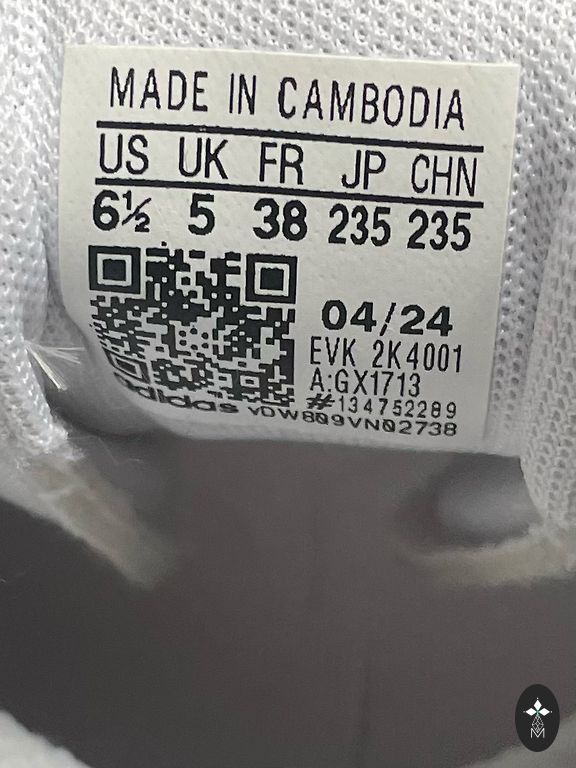 MADE IN CAMBODIA
US UK FR JP CHN
6½ 5 38 235 235
04/24
EVK 2K4001
A:GX1713
#134752289
adidas vDW809VN02738
M